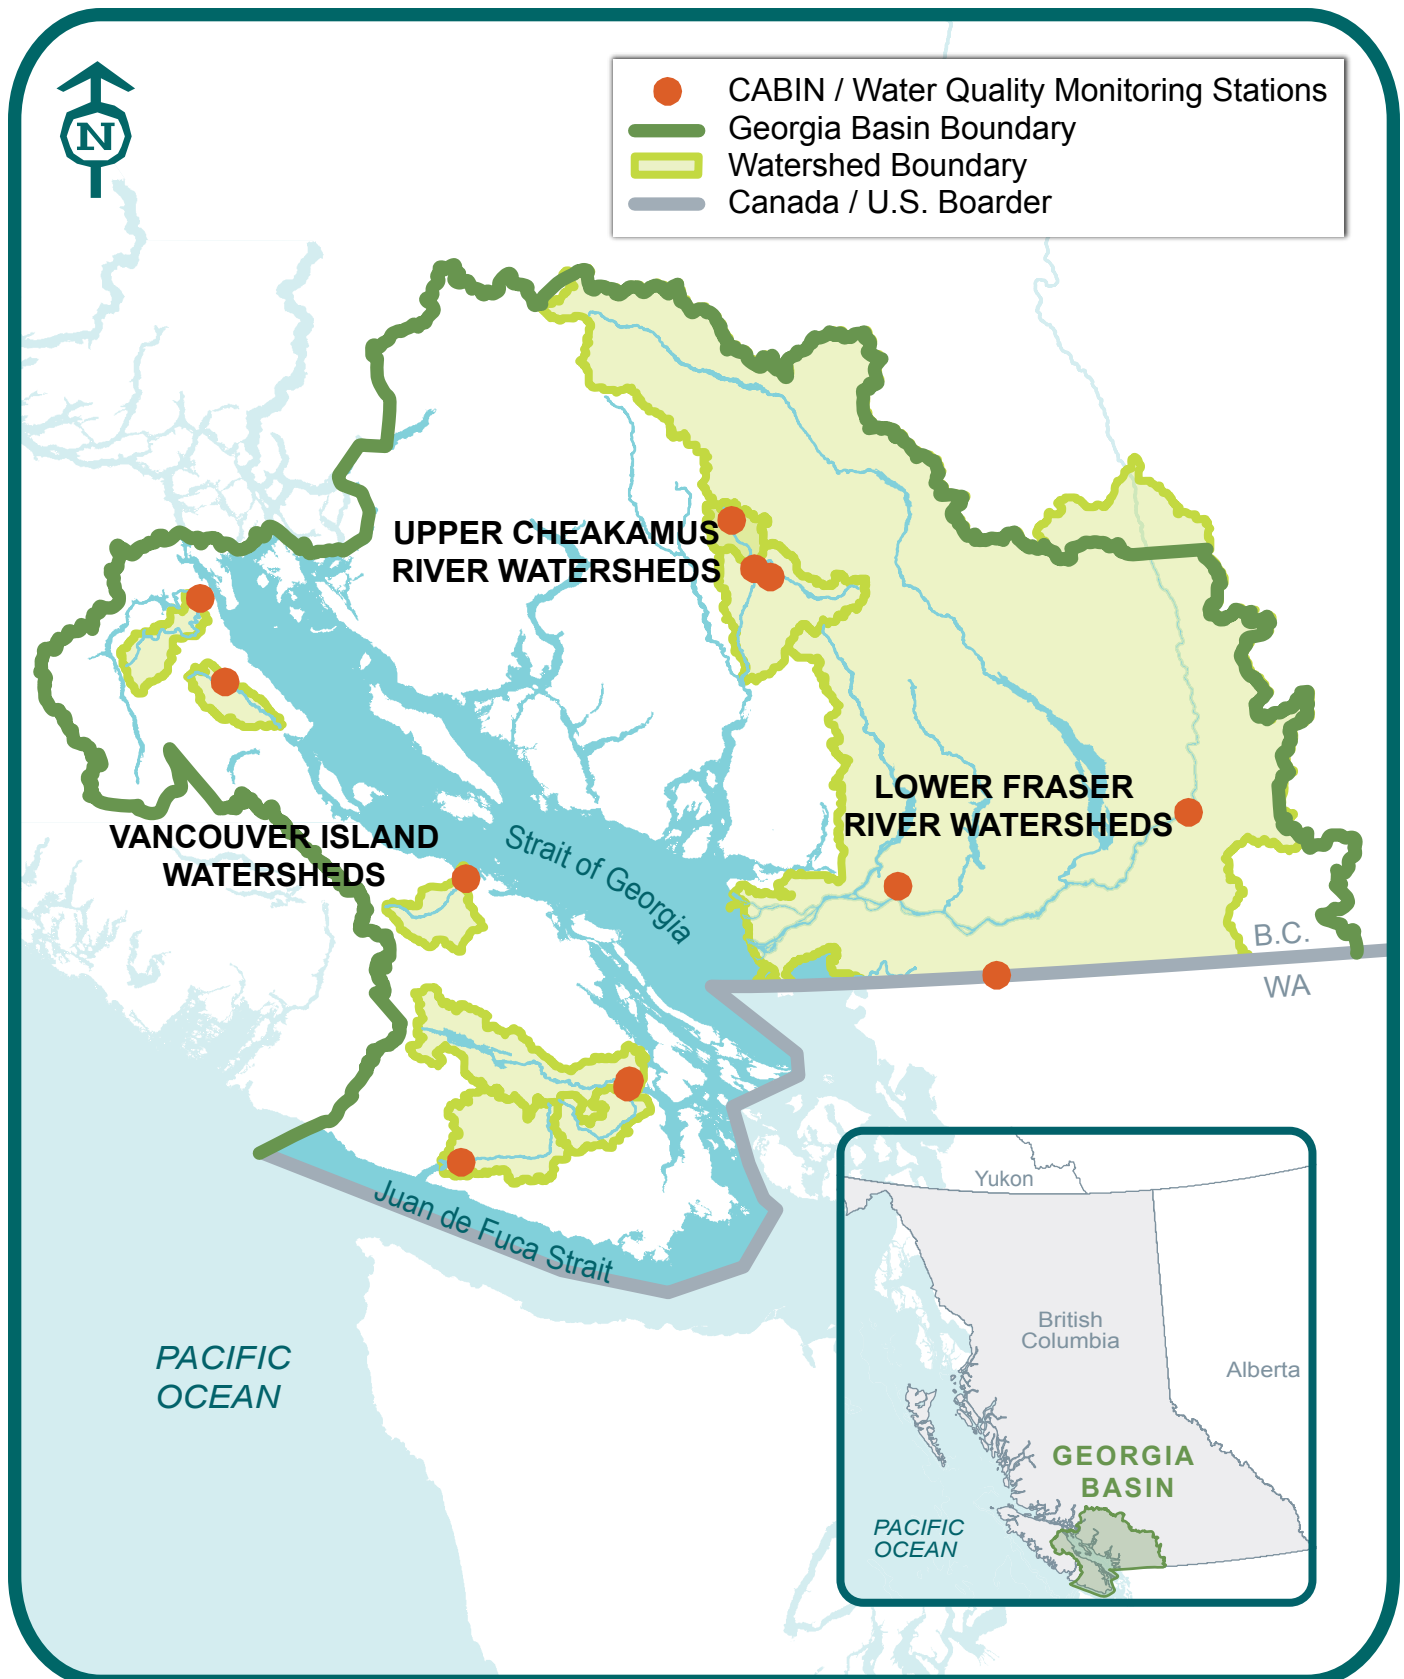 N
CABIN / Water Quality Monitoring Stations
Georgia Basin Boundary
Watershed Boundary
Canada / U.S. Boarder
UPPER CHEAKAMUS
RIVER WATERSHEDS
LOWER FRASER
RIVER WATERSHEDS
VANCOUVER ISLAND
WATERSHEDS
Strait of Georgia
B.C.
WA
Juan de Fuca Strait
PACIFIC
OCEAN
Yukon
British
Columbia
Alberta
GEORGIA
BASIN
PACIFIC
OCEAN